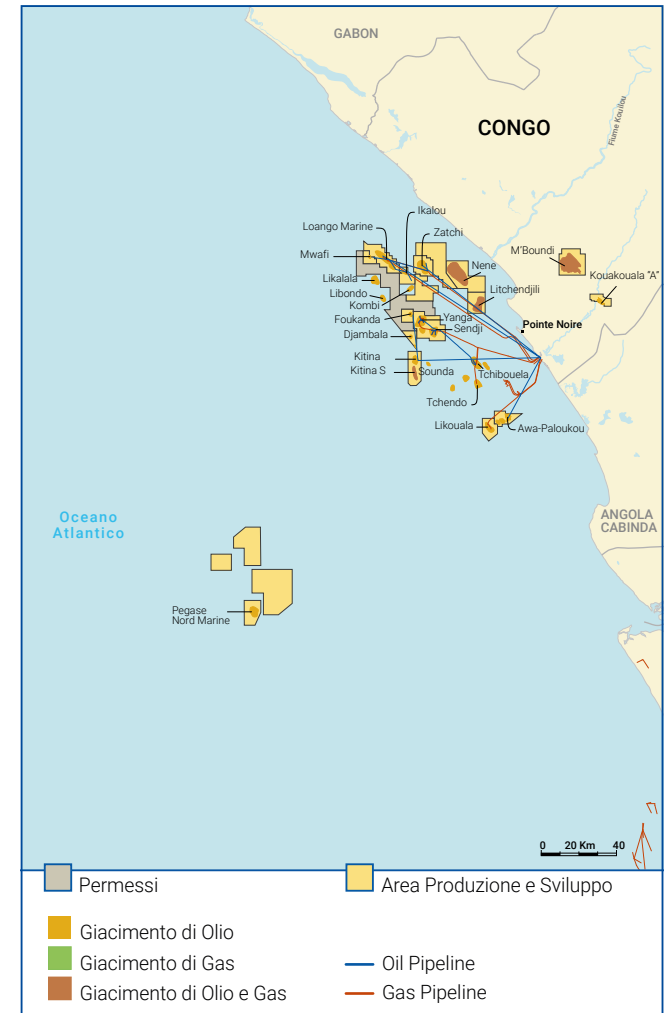 GABON
CONGO
Fiume Kouilou
Ikalou
Loango Marine
Zatchi
Mwafi
M'Boundi
Nene
Kouakouala "A"
Likalala
Litchendjili
Libondo
Kombi
Foukanda
Yanga
Pointe Noire
Sendji
Djambala
Kitina
Kitina S
Sounda
Tchibouela
Tchendo
Likouala
Awa-Paloukou
Oceano
Atlantico
ANGOLA
CABINDA
Pegase
Nord Marine
0 20 Km 40
Permessi
Area Produzione e Sviluppo
Giacimento di Olio
Giacimento di Gas
Oil Pipeline
Giacimento di Olio e Gas
Gas Pipeline